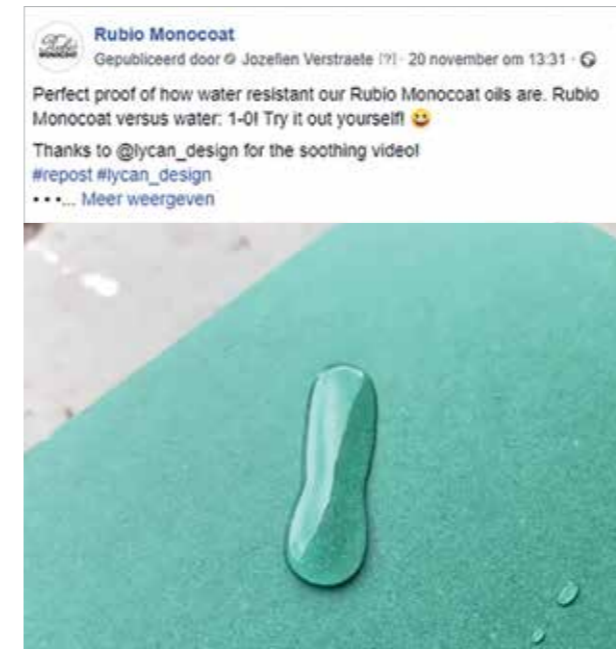 Rubio
MONOCOAT
Rubio Monocoat
Gepubliceerd door Jozefien Verstraete [?] · 20 november om 13:31 ·
Perfect proof of how water resistant our Rubio Monocoat oils are. Rubio
Monocoat versus water: 1-0! Try it out yourself! 😀
Thanks to @lycan_design for the soothing video!
#repost #lycan_design
•••... Meer weergeven